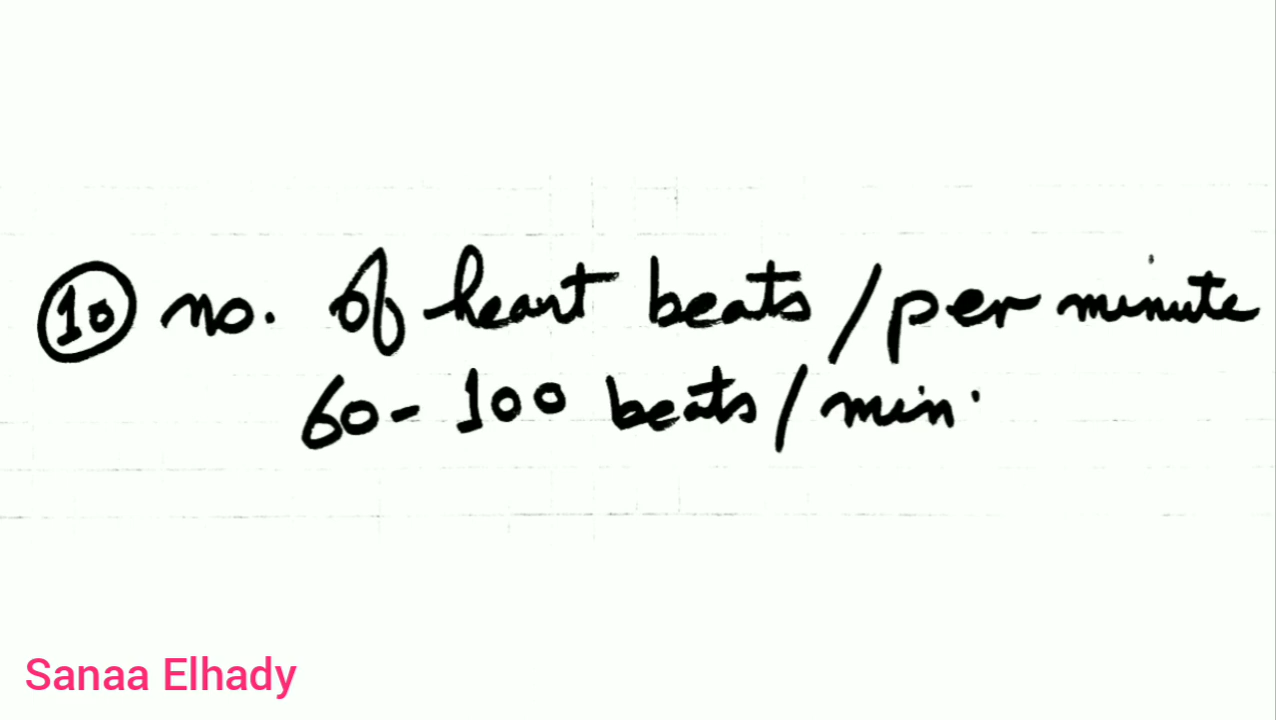 10 no. of heart beats / per minute
60 - 100 beats / min.
Sanaa Elhady